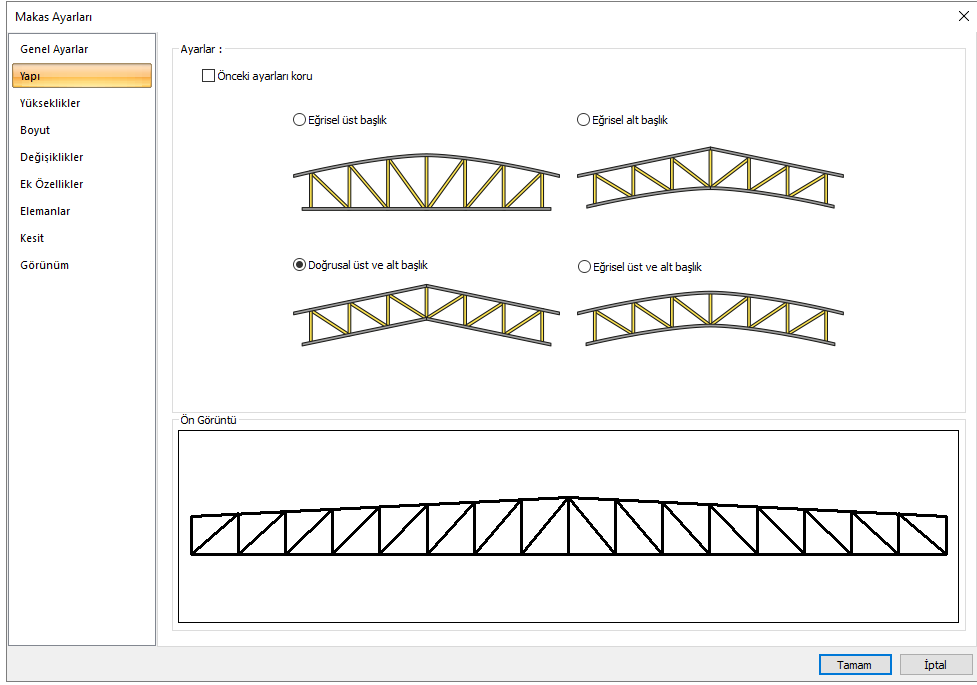 Makas Ayarları
Genel Ayarlar
Yapı
Yükseklikler
Boyut
Değişiklikler
Ek Özellikler
Elemanlar
Kesit
Görünüm
Ayarlar :
Önceki ayarları koru
Eğrisel üst başlık
Eğrisel alt başlık
Doğrusal üst ve alt başlık
Eğrisel üst ve alt başlık
Ön Görüntü
Tamam
İptal